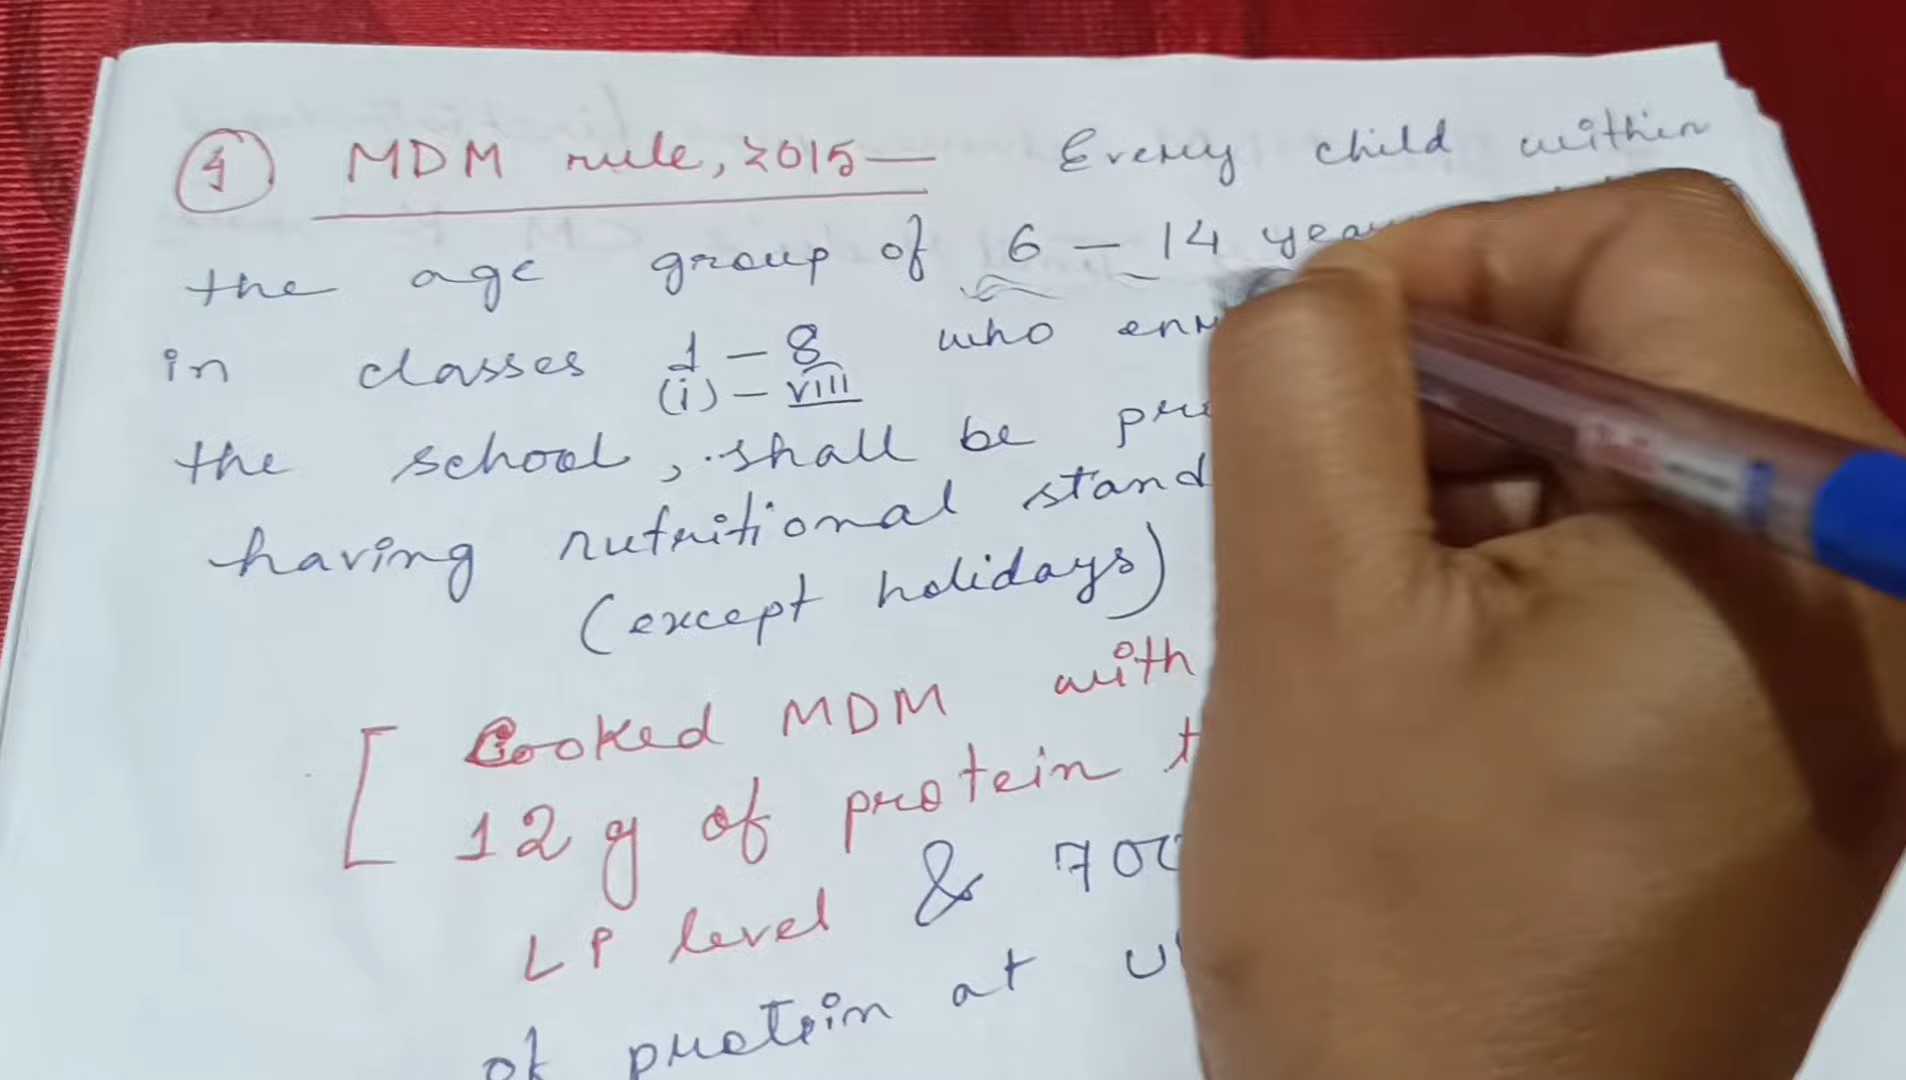 ④ MDM rule, 2015— Every child within
the age group of 6 – 14
in classes 1 – 8 who
(i) – VIII
the school, shall be
having nutritional
(except holidays)
[ Cooked MDM with
12 g of protein
LP level &
of protein at